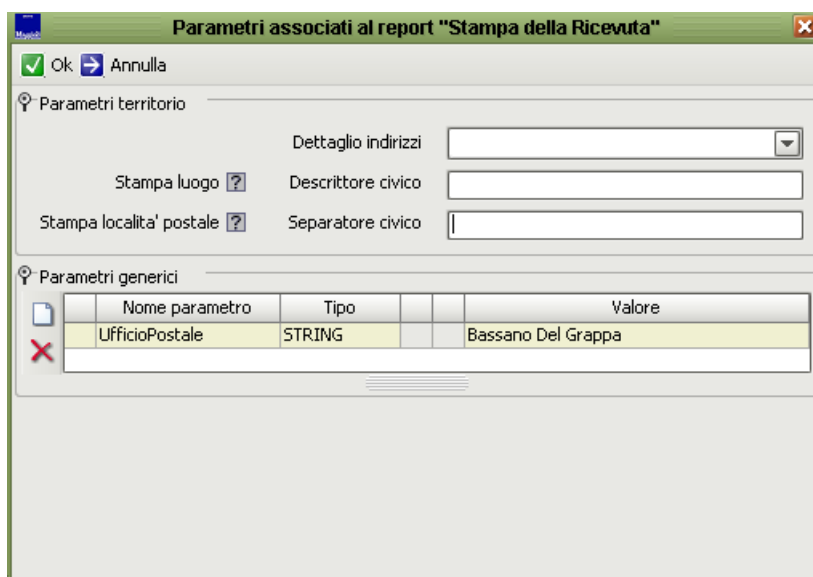 Maggioli
Parametri associati al report "Stampa della Ricevuta"
Ok Annulla
Parametri territorio
Dettaglio indirizzi
Stampa luogo ? Descrittore civico
Stampa localita' postale ? Separatore civico
Parametri generici
Nome parametro Tipo Valore
UfficioPostale STRING Bassano Del Grappa